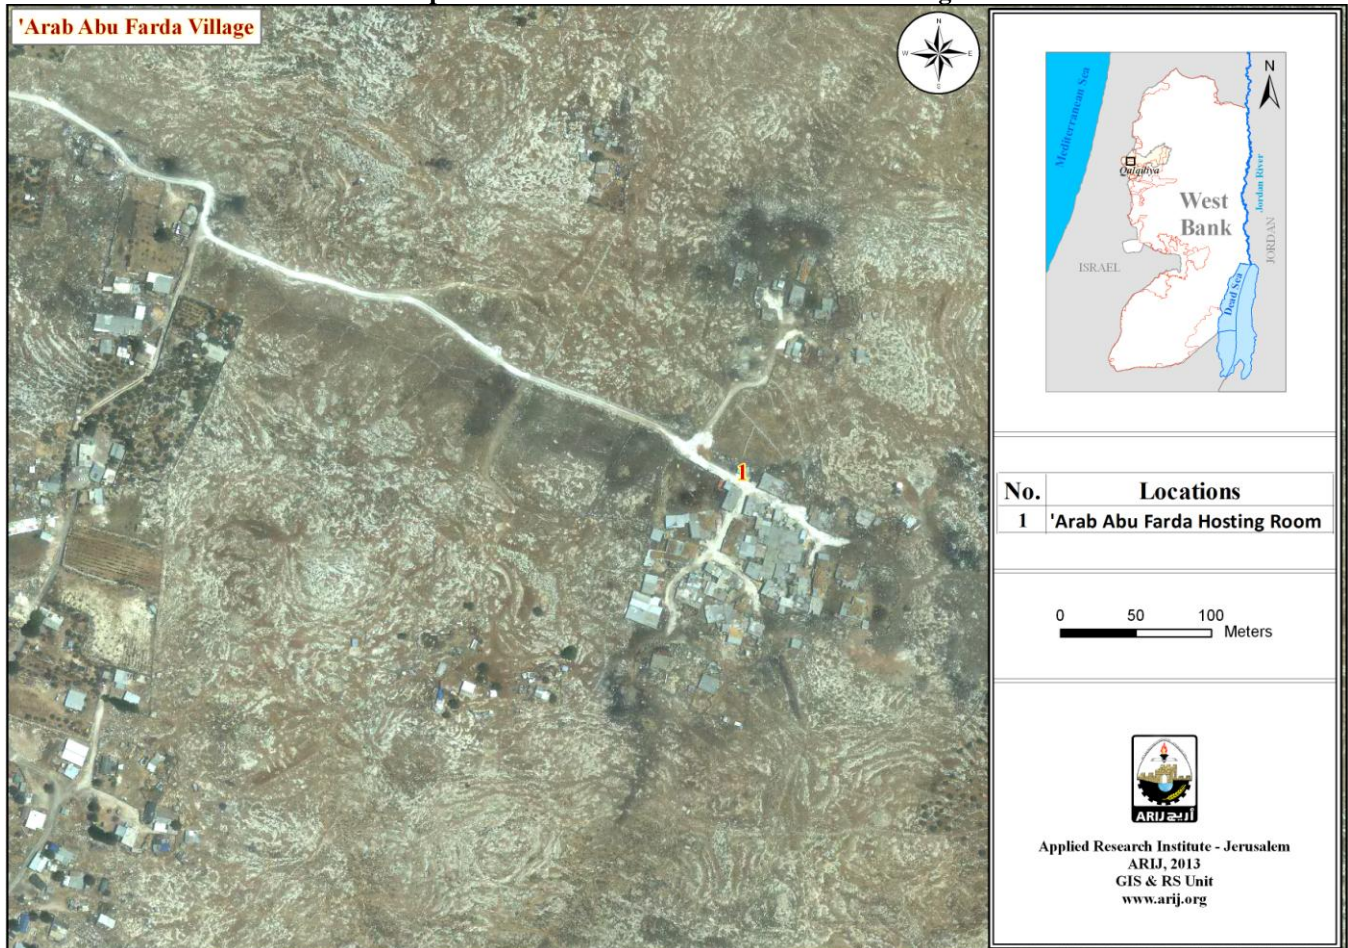 'Arab Abu Farda Village
N
W
E
S
N
Mediterranean Sea
Qalqiliya
West
Bank
Jordan River
JORDAN
ISRAEL
Dead Sea
1
No. Locations
1 'Arab Abu Farda Hosting Room
0 50 100
Meters
ARIJ أريج
Applied Research Institute - Jerusalem
ARIJ, 2013
GIS & RS Unit
www.arij.org